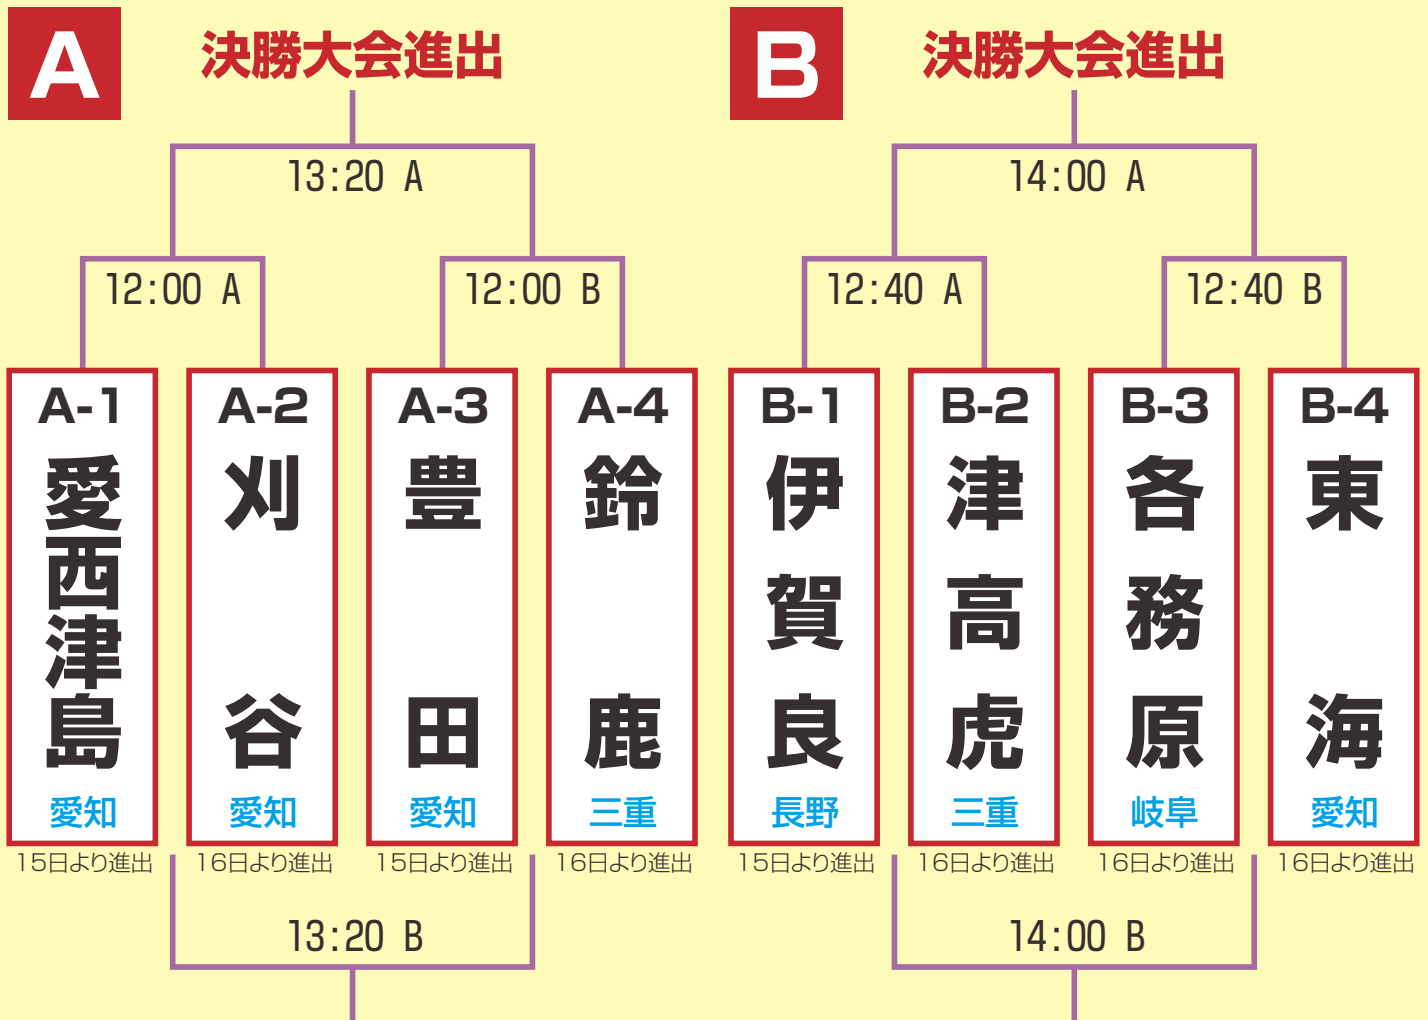 A
決勝大会進出
13:20 A
12:00 A
12:00 B
A-1
愛西津島
愛知
15日より進出
A-2
刈谷
愛知
16日より進出
A-3
豊田
愛知
15日より進出
A-4
鈴鹿
三重
16日より進出
13:20 B
B
決勝大会進出
14:00 A
12:40 A
12:40 B
B-1
伊賀良
長野
15日より進出
B-2
津高虎
三重
16日より進出
B-3
各務原
岐阜
16日より進出
B-4
東海
愛知
16日より進出
14:00 B